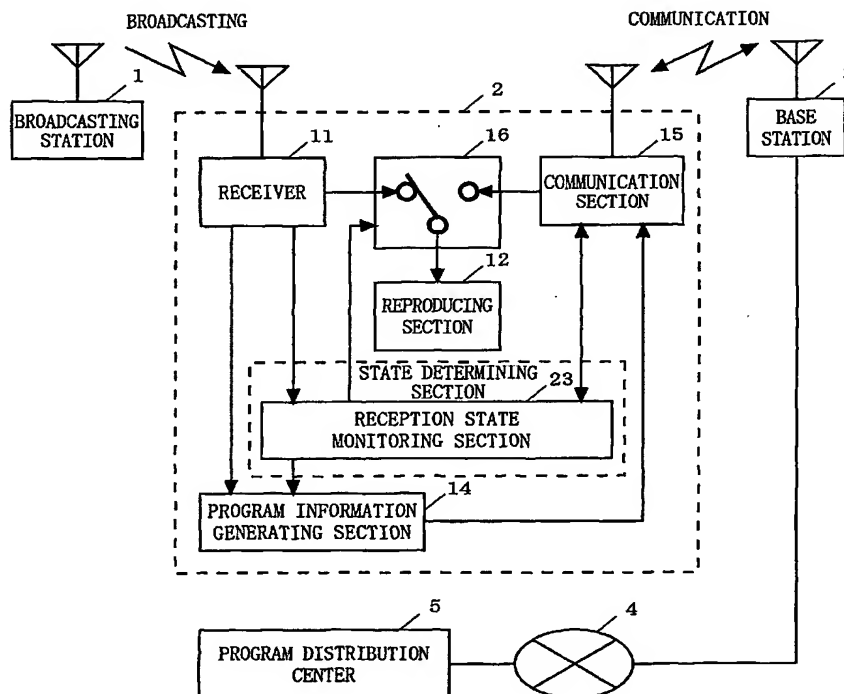 BROADCASTING
COMMUNICATION
1
2
BROADCASTING
STATION
BASE
STATION
11
16
15
RECEIVER
COMMUNICATION
SECTION
12
REPRODUCING
SECTION
STATE DETERMINING
SECTION
23
RECEPTION STATE
MONITORING SECTION
14
PROGRAM INFORMATION
GENERATING SECTION
5
4
PROGRAM DISTRIBUTION
CENTER